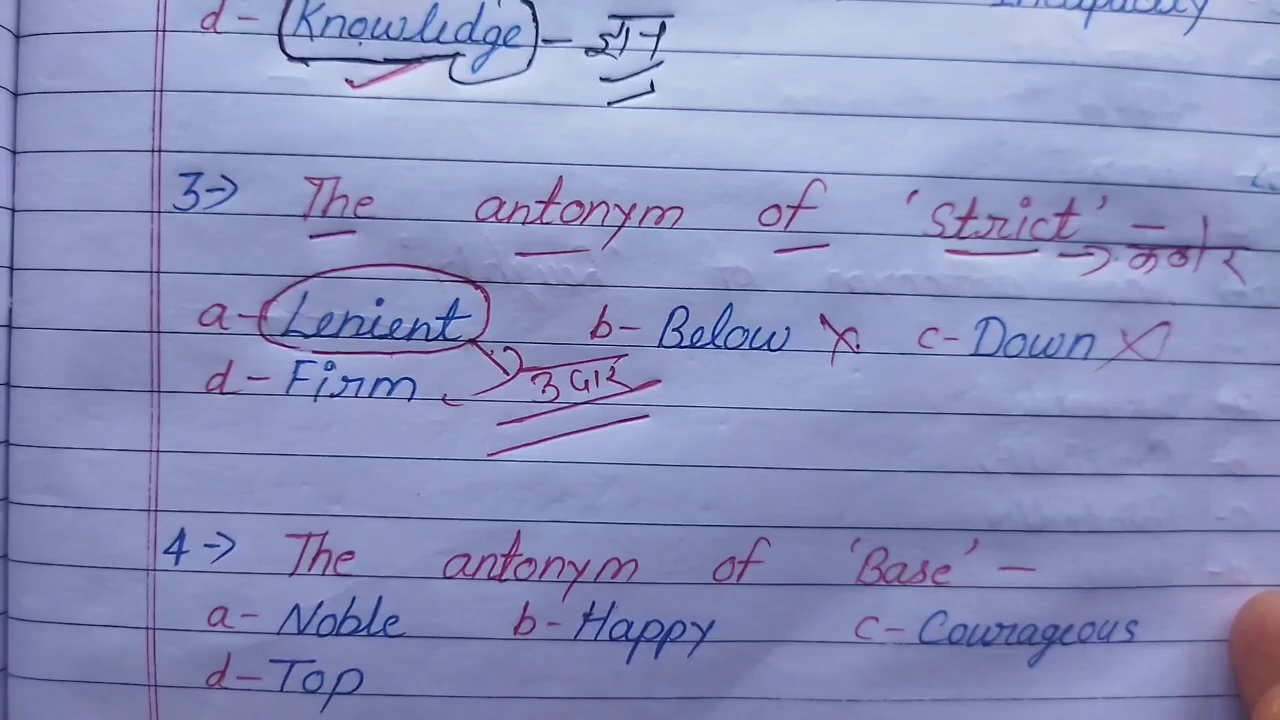 d- Knowledge - ज्ञान
3→ The antonym of 'Strict' -
→ कठोर
a- Lenient b- Below X c- Down X
d- Firm उदार
4→ The antonym of 'Base' -
a- Noble b- Happy c- Courageous
d- Top